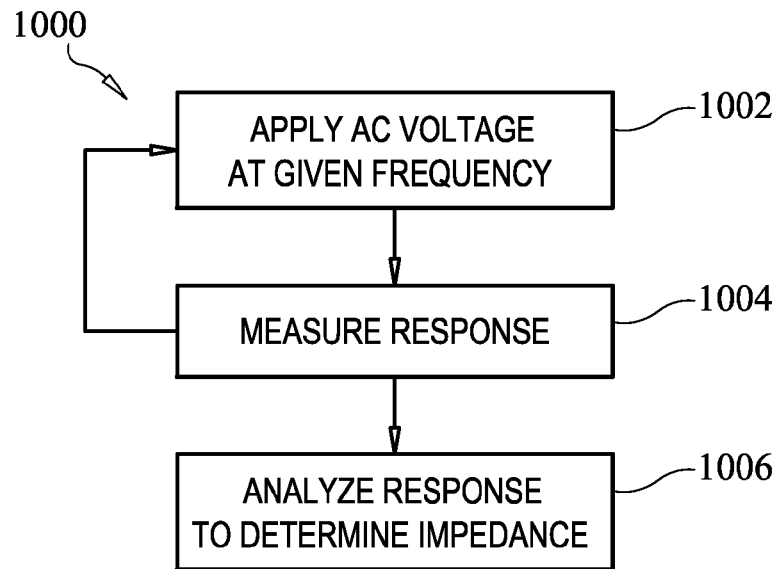 1000
APPLY AC VOLTAGE
AT GIVEN FREQUENCY
1002
MEASURE RESPONSE
1004
ANALYZE RESPONSE
TO DETERMINE IMPEDANCE
1006